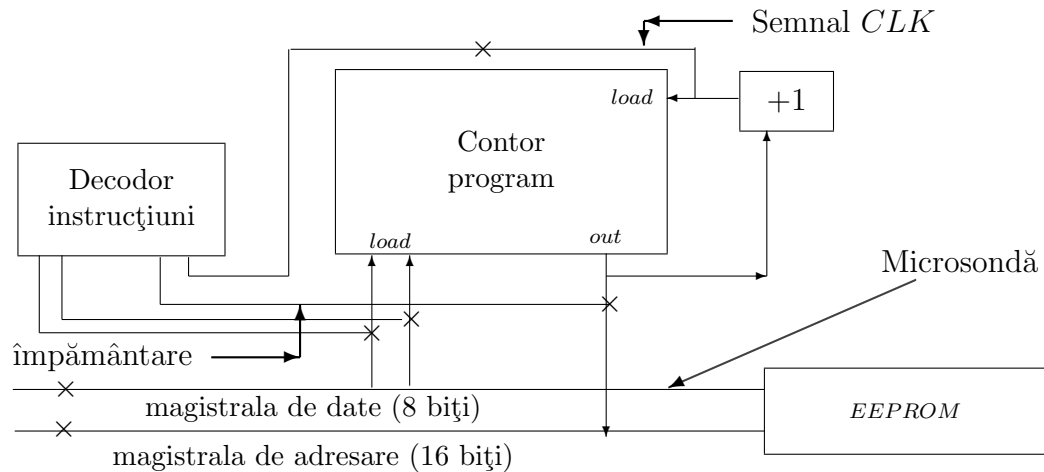 Semnal CLK
load
+1
Contor
program
Decodor
instrucţiuni
load
out
Microsondă
împământare
magistrala de date (8 biţi)
EEPROM
magistrala de adresare (16 biţi)